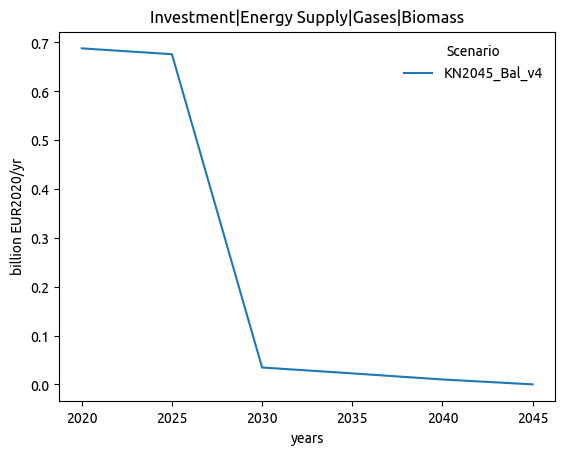 Investment|Energy Supply|Gases|Biomass
Scenario
KN2045_Bal_v4
billion EUR2020/yr
0.7
0.6
0.5
0.4
0.3
0.2
0.1
0.0
2020 2025 2030 2035 2040 2045
years